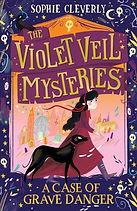 SOPHIE CLEVERLY
THE
VIOLET VEIL
MYSTERIES
A CASE OF
GRAVE DANGER